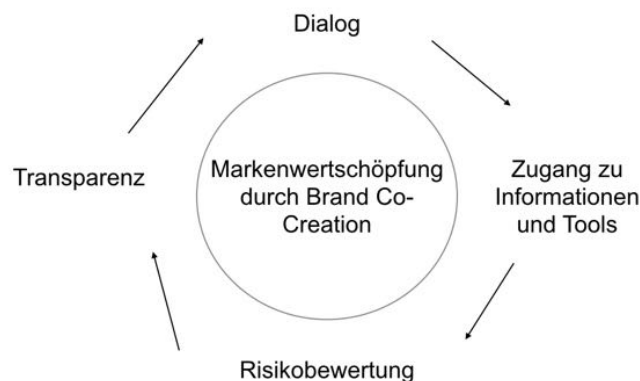 Dialog
Transparenz
Markenwertschöpfung
durch Brand Co-
Creation
Zugang zu
Informationen
und Tools
Risikobewertung